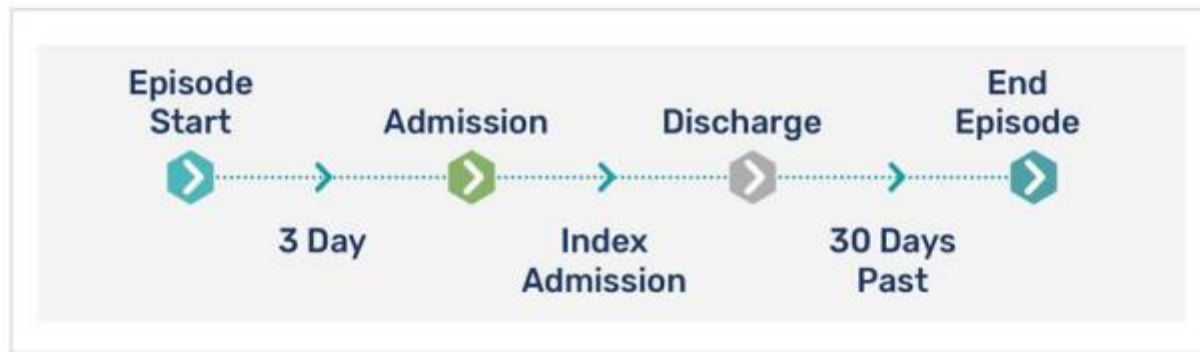 Episode
Start
Admission
Discharge
End
Episode
3 Day
Index
Admission
30 Days
Past